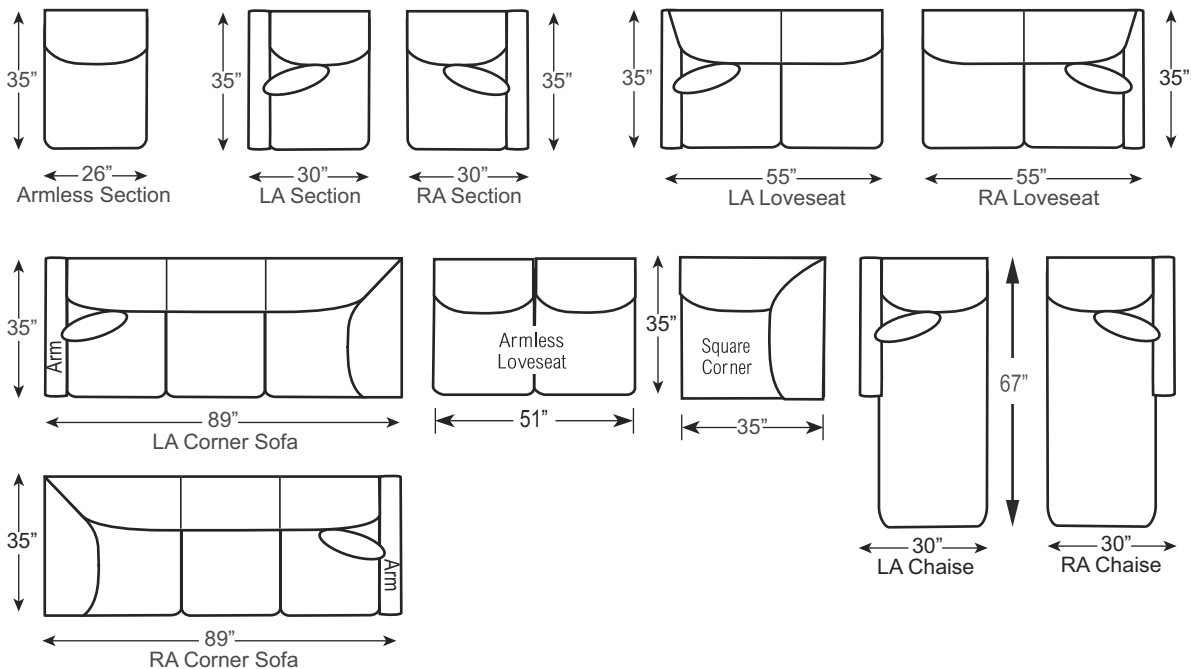 35”
26”
Armless Section
35”
30”
LA Section
35”
30”
RA Section
35”
55”
LA Loveseat
35”
55”
RA Loveseat
35”
Arm
89”
LA Corner Sofa
Armless
Loveseat
51”
35”
Square
Corner
35”
67”
30”
LA Chaise
30”
RA Chaise
35”
Arm
89”
RA Corner Sofa